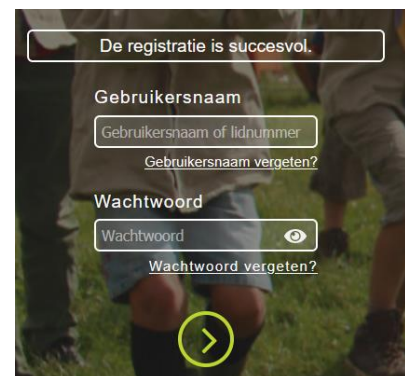 De registratie is succesvol.
Gebruikersnaam
Gebruikersnaam of lidnummer
Gebruikersnaam vergeten?
Wachtwoord
Wachtwoord
Wachtwoord vergeten?